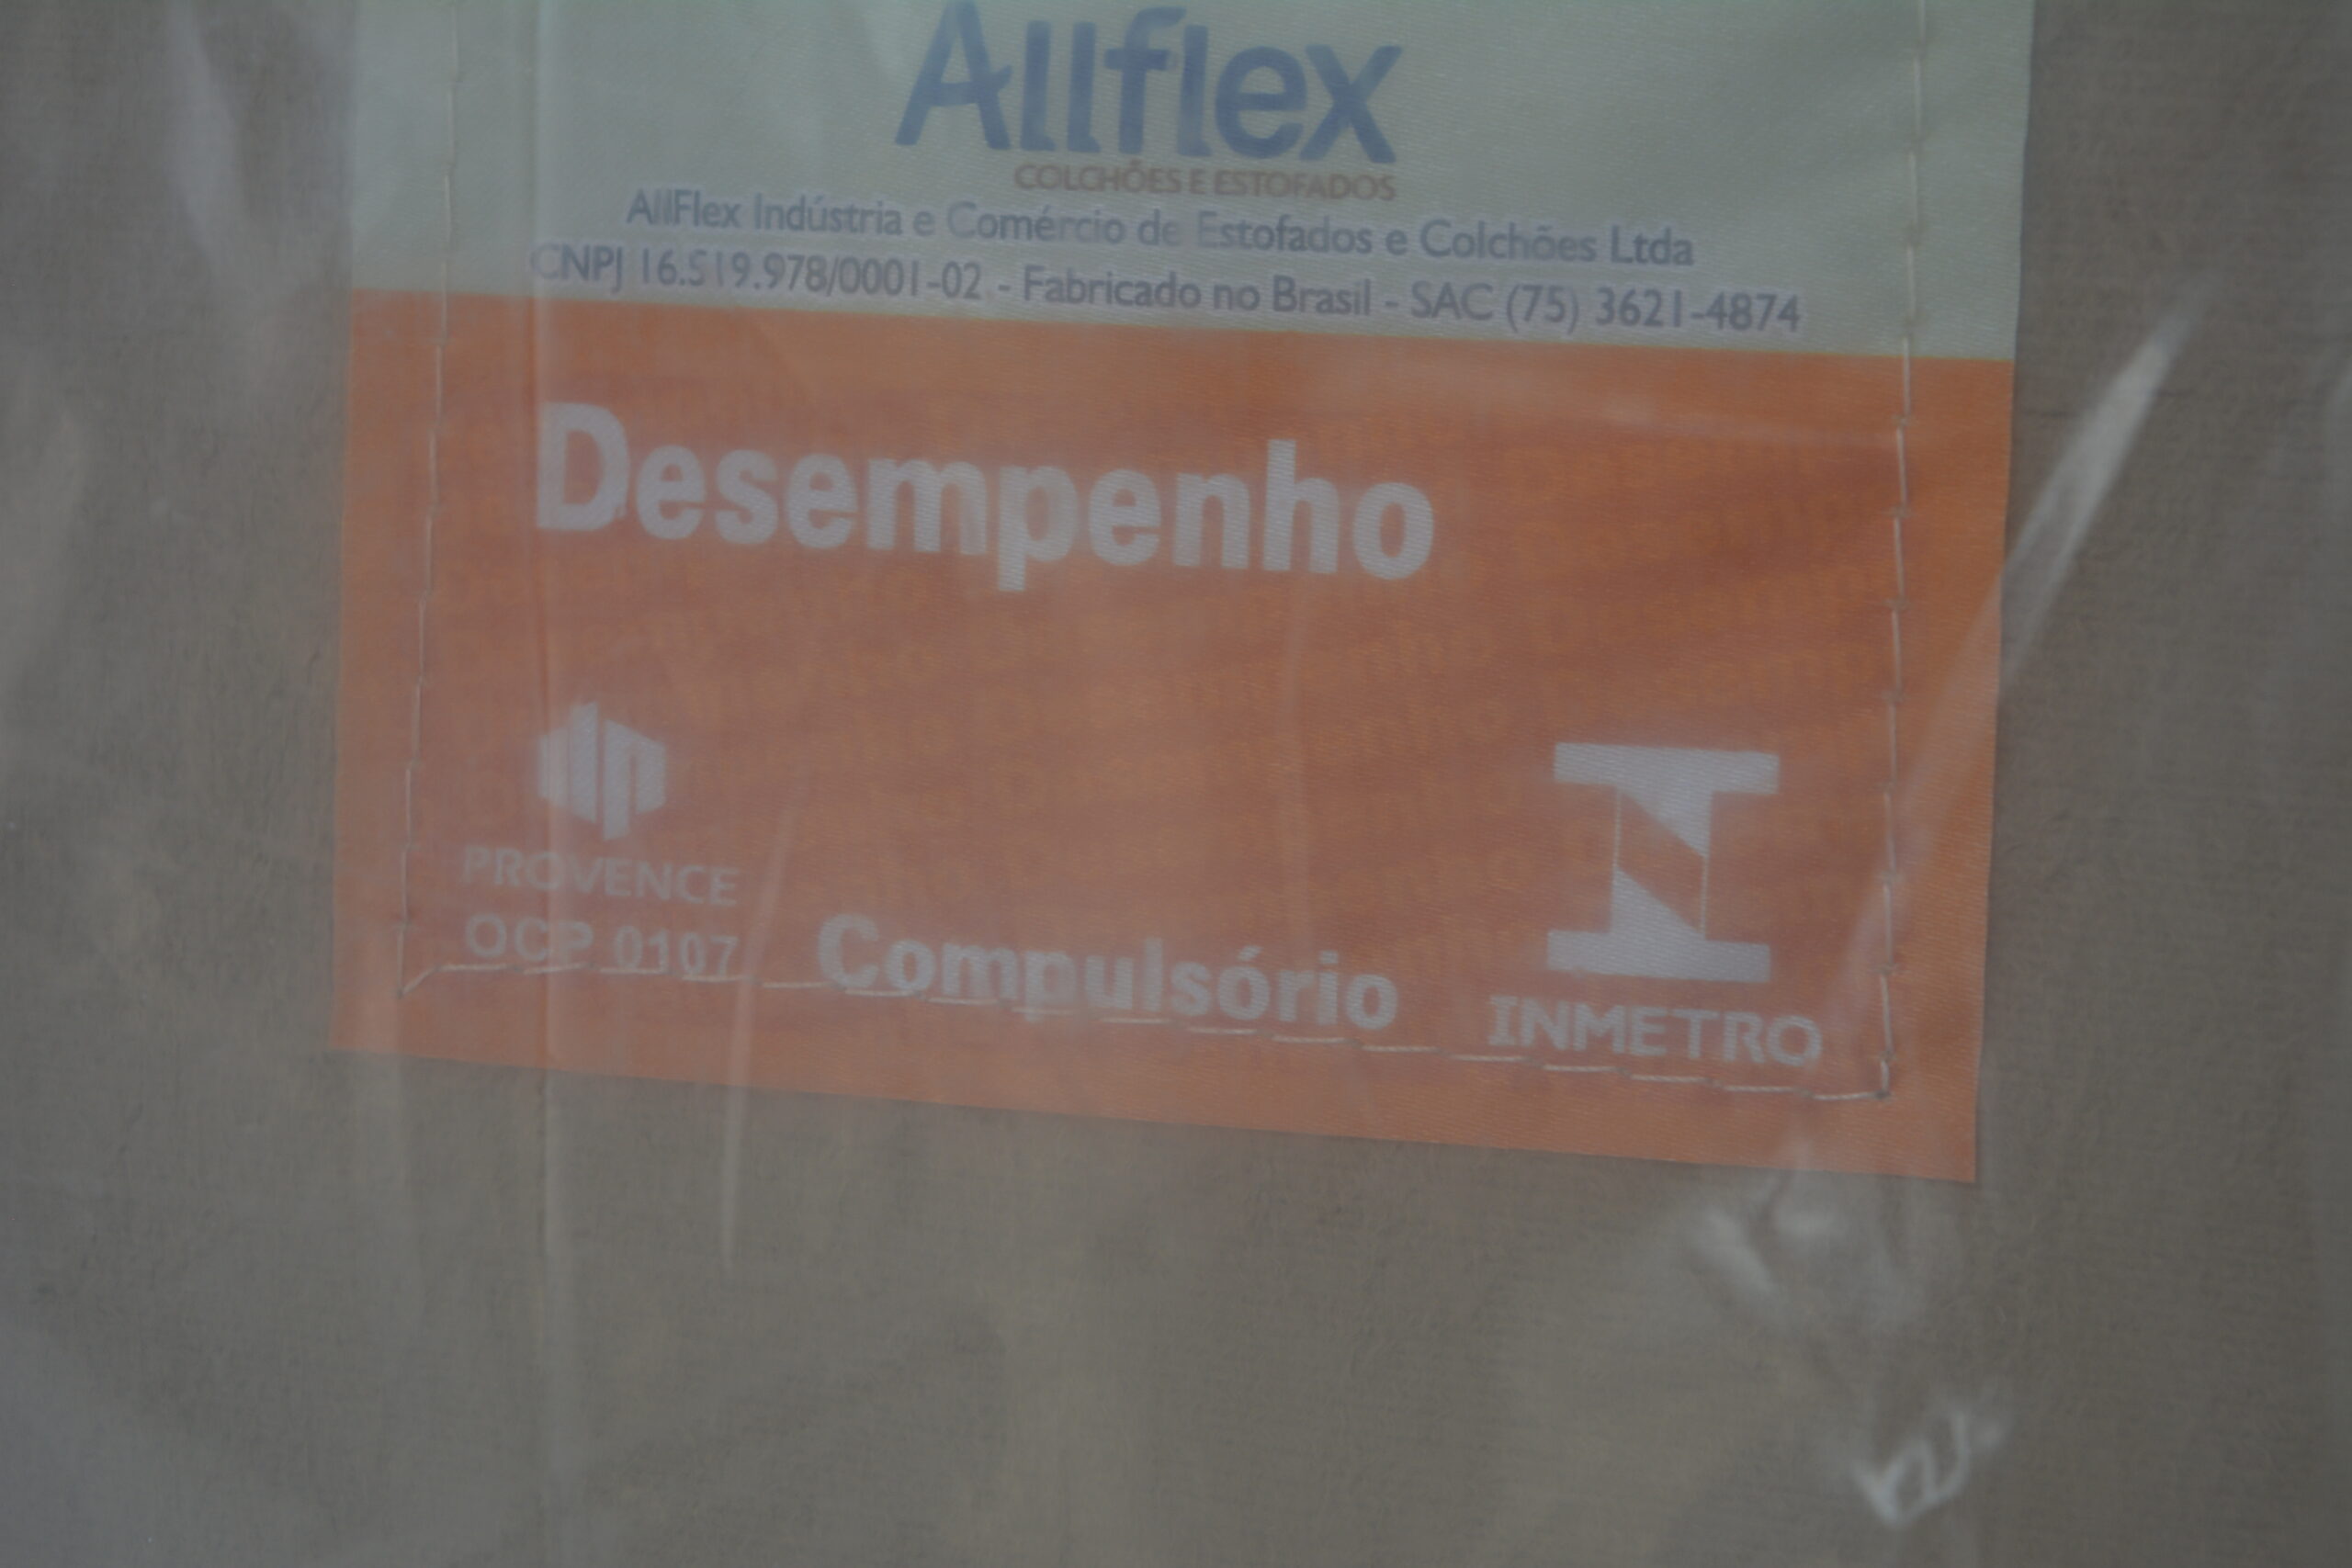 Allflex
COLCHÕES E ESTOFADOS
AllFlex Indústria e Comércio de Estofados e Colchões Ltda
CNPJ 16.519.978/0001-02 - Fabricado no Brasil - SAC (75) 3621-4874
Desempenho
PROVENCE
OCP 0107
Compulsório
INMETRO